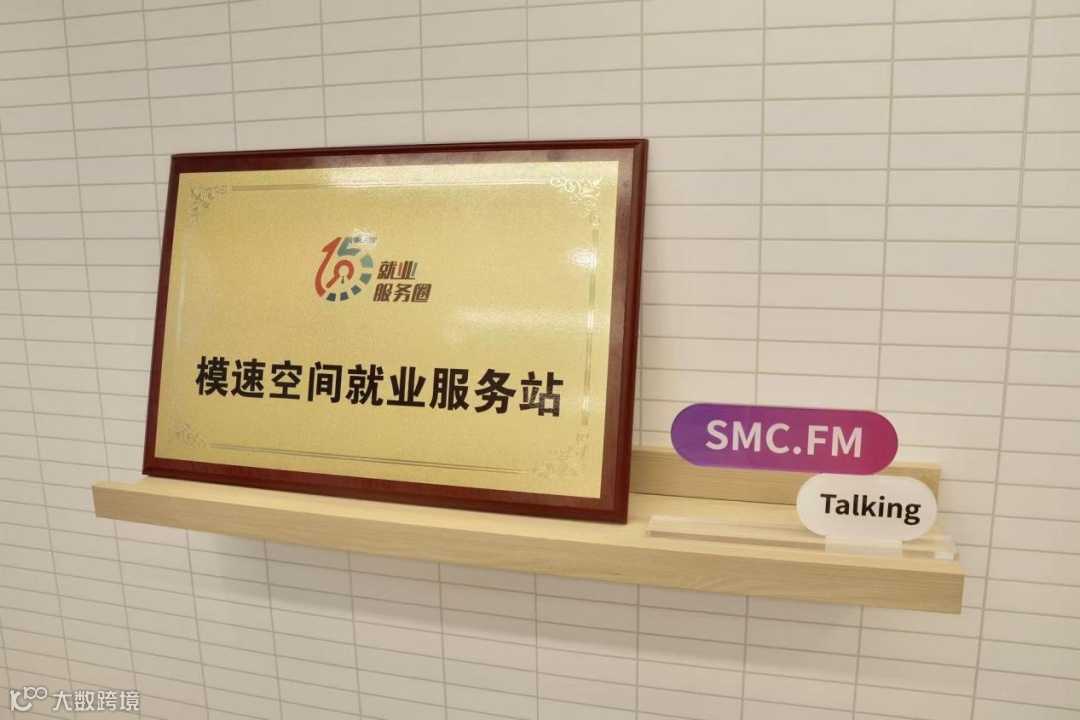 15
就业
服务圈
模速空间就业服务站
SMC.FM
Talking
大数跨境